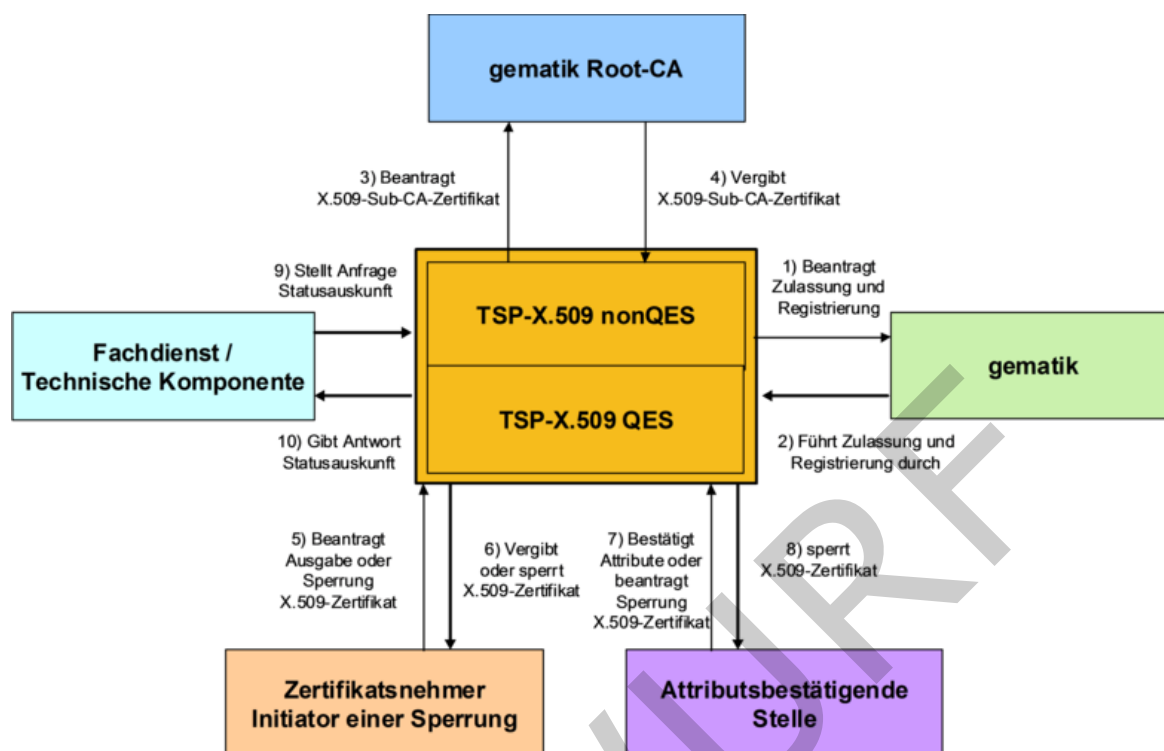 gematik Root-CA
3) Beantragt
X.509-Sub-CA-Zertifikat
4) Vergibt
X.509-Sub-CA-Zertifikat
9) Stellt Anfrage
Statusauskunft
1) Beantragt
Zulassung und
Registrierung
TSP-X.509 nonQES
Fachdienst /
Technische Komponente
gematik
TSP-X.509 QES
10) Gibt Antwort
Statusauskunft
2) Führt Zulassung und
Registrierung durch
5) Beantragt
Ausgabe oder
Sperrung
X.509-Zertifikat
6) Vergibt
oder sperrt
X.509-Zertifikat
7) Bestätigt
Attribute oder
beantragt
Sperrung
X.509-Zertifikat
8) sperrt
X.509-Zertifikat
Zertifikatsnehmer
Initiator einer Sperrung
Attributsbestätigende
Stelle
URF